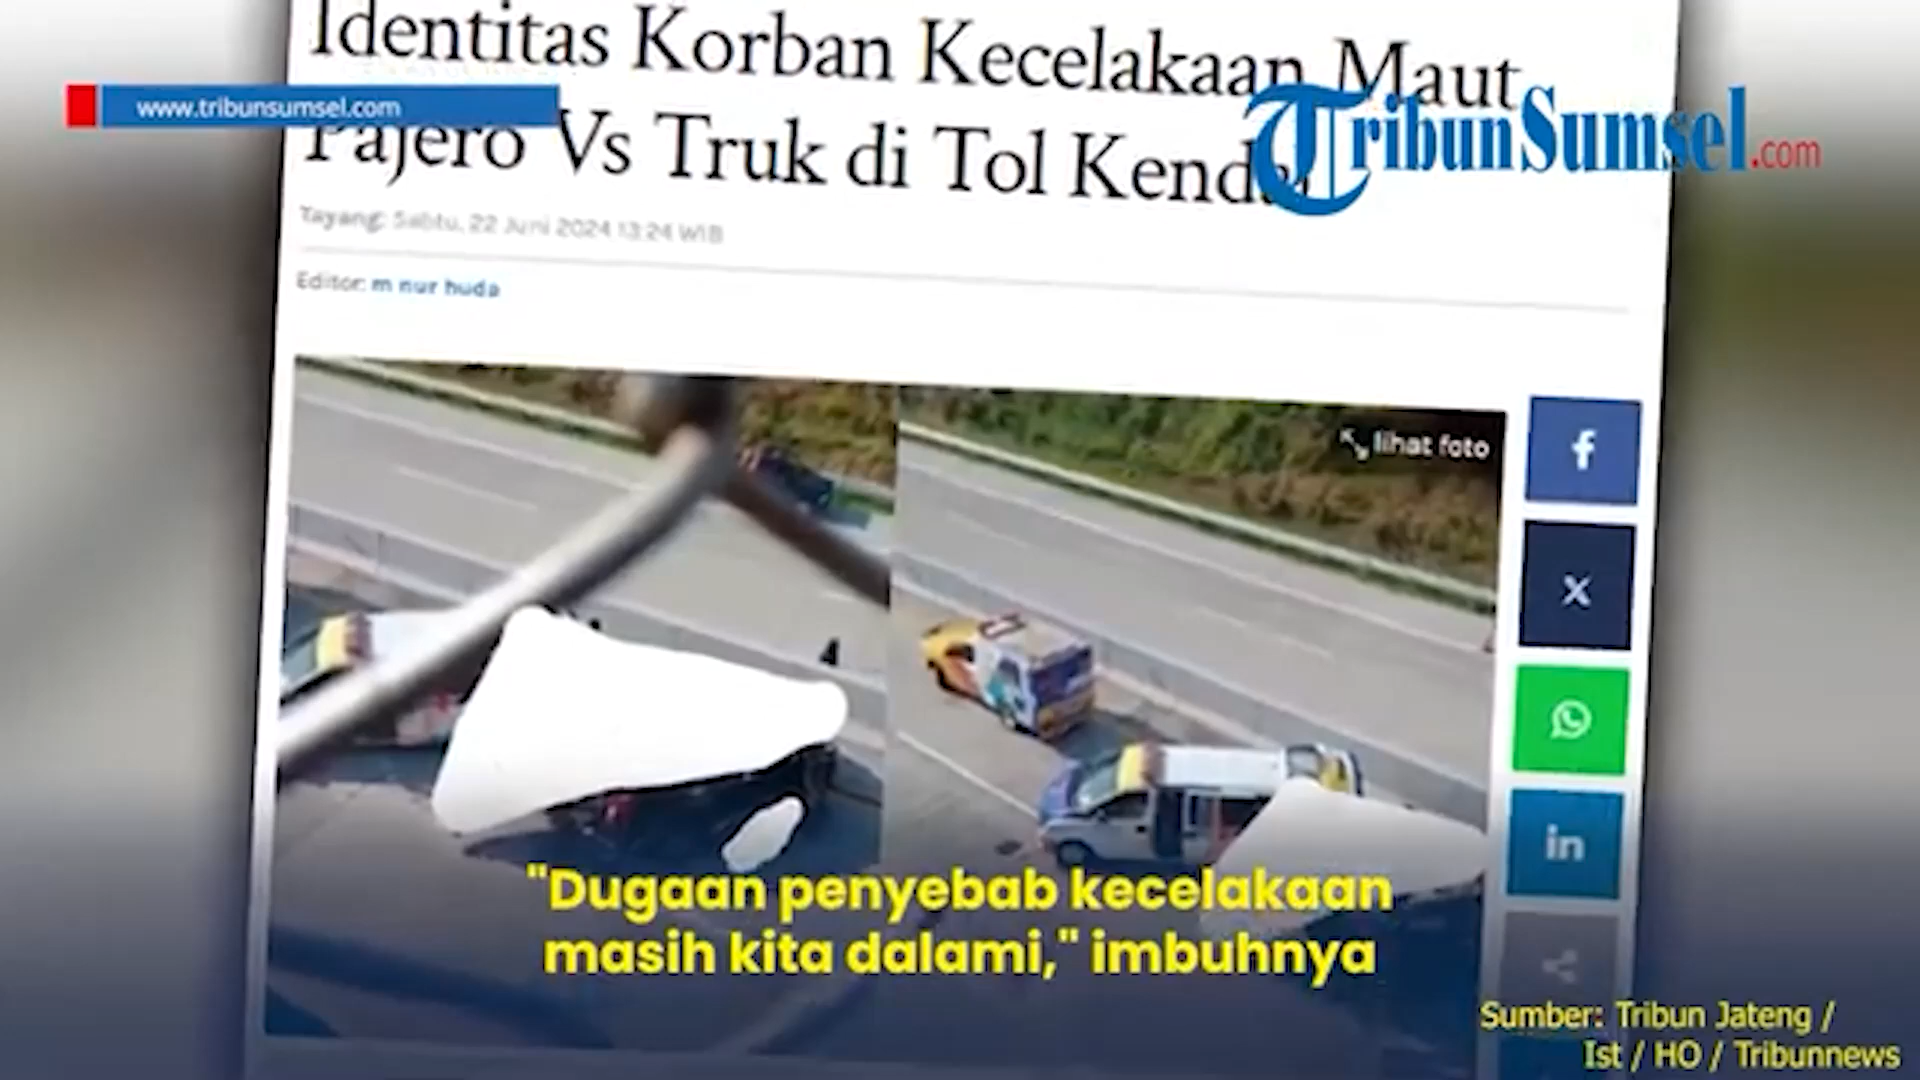 Identitas Korban Kecelakaan Maut
www.tribunsumsel.com
TribunSumsel.com
Pajero Vs Truk di Tol Kendal
Tayang: Sabtu, 22 Juni 2024 13:24 WIB
Editor: m nur huda
lihat foto
f
X
in
"Dugaan penyebab kecelakaan
masih kita dalami," imbuhnya
Sumber: Tribun Jateng /
Ist / HO / Tribunnews